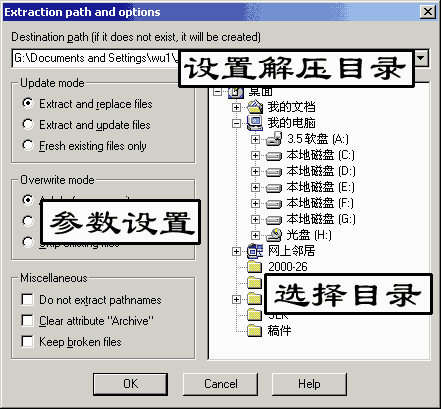 Extraction path and options
Destination path (if it does not exist, it will be created)
G:\Documents and Settings\wu1\
设置解压目录
Update mode
Extract and replace files
Extract and update files
Fresh existing files only
Overwrite mode
参数设置
Skip existing files
Miscellaneous
Do not extract pathnames
Clear attribute "Archive"
Keep broken files
桌面
我的文档
我的电脑
3.5 软盘 (A:)
本地磁盘 (C:)
本地磁盘 (D:)
本地磁盘 (E:)
本地磁盘 (F:)
本地磁盘 (G:)
光盘 (H:)
网上邻居
2000-26
选择目录
稿件
OK
Cancel
Help